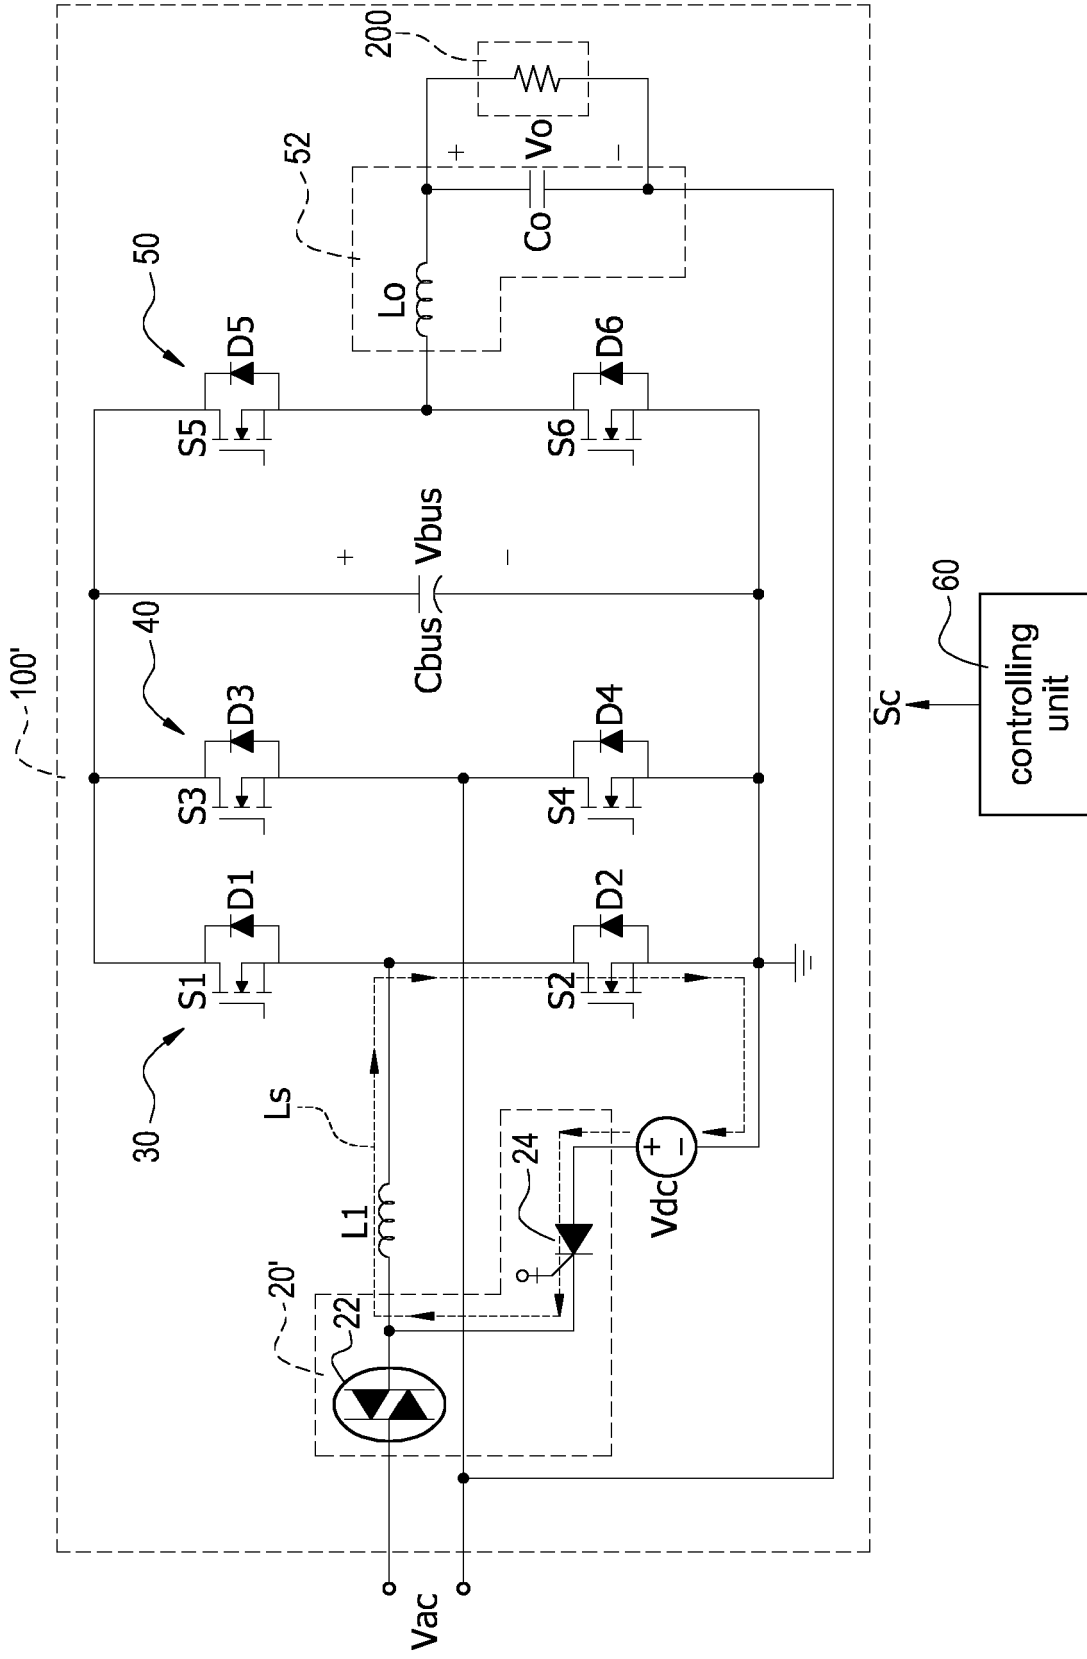 100'
200
52
50
40
30
S5
D5
Lo
+
Vo
−
Co
S6
D6
+
Vbus
−
Cbus
S3
D3
S4
D4
S1
D1
S2
D2
Ls
L1
24
+
−
Vdc
20'
22
Vac
Sc
60
controlling
unit